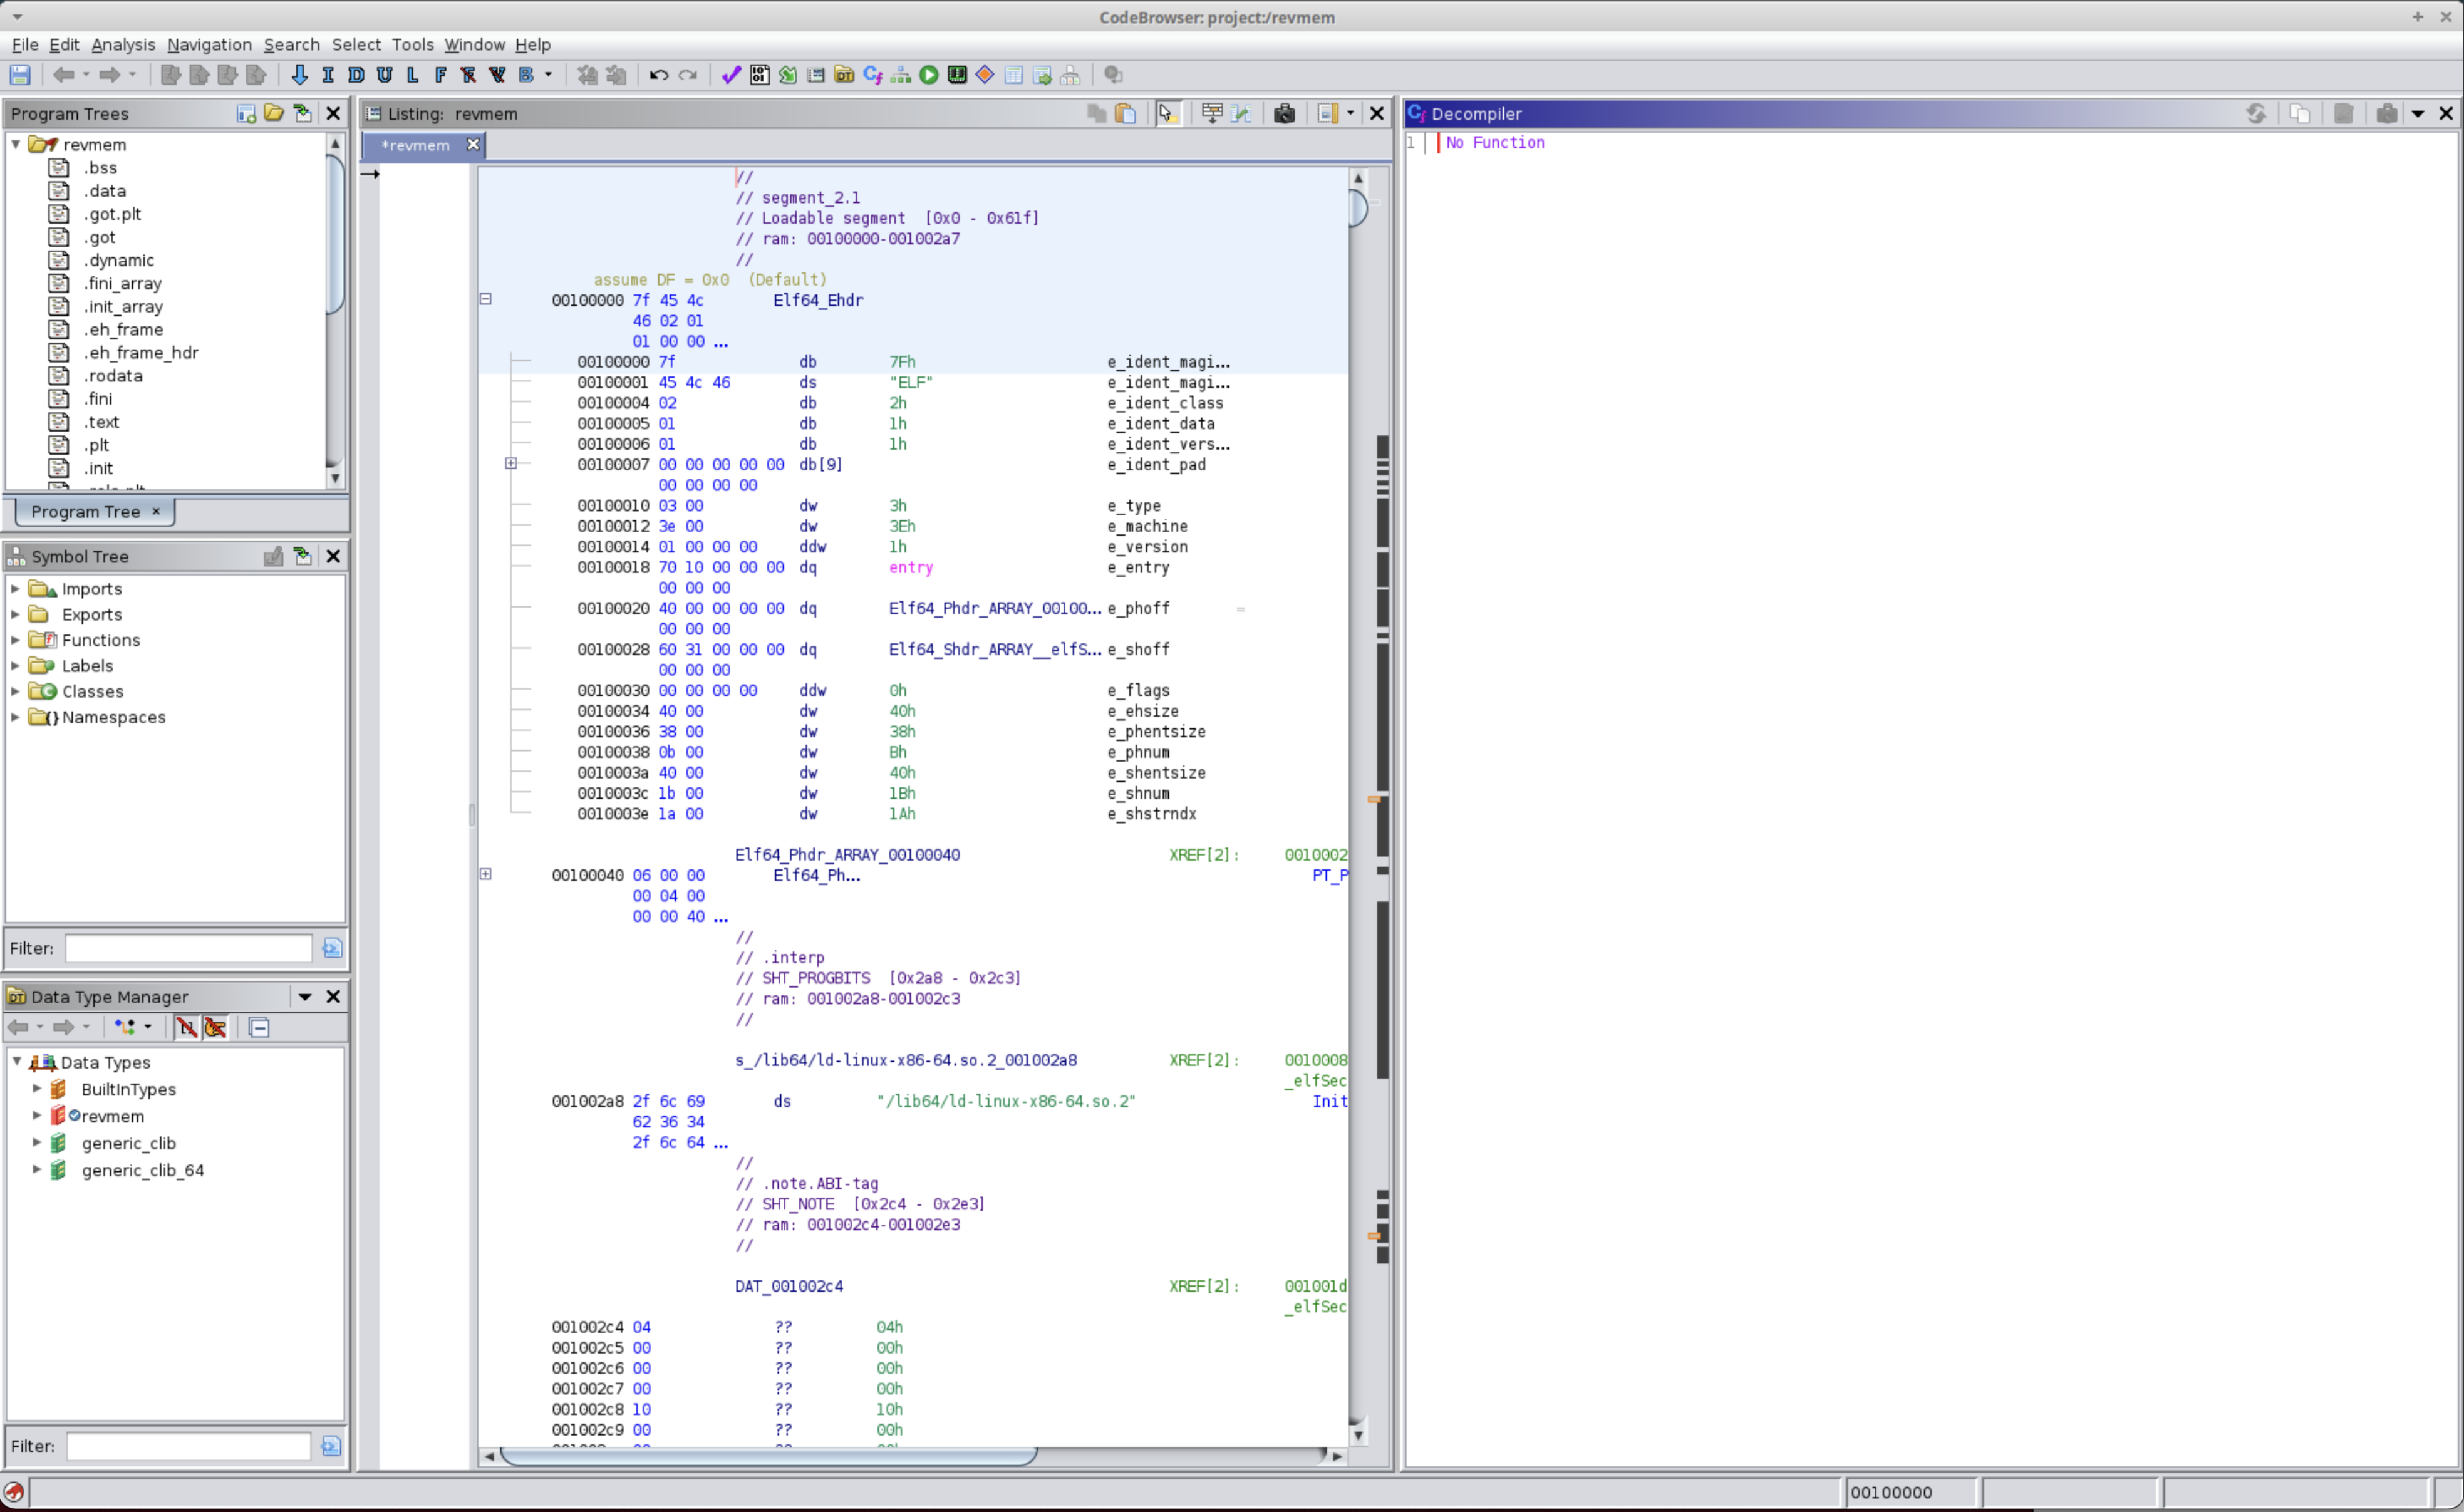 CodeBrowser: project:/revmem
File Edit Analysis Navigation Search Select Tools Window Help
I D U L F B
Program Trees
revmem
.bss
.data
.got.plt
.got
.dynamic
.fini_array
.init_array
.eh_frame
.eh_frame_hdr
.rodata
.fini
.text
.plt
.init
Program Tree ×
Symbol Tree
Imports
Exports
Functions
Labels
Classes
Namespaces
Filter:
Data Type Manager
Data Types
BuiltInTypes
revmem
generic_clib
generic_clib_64
Filter:
Listing: revmem
*revmem
//
// segment_2.1
// Loadable segment [0x0 - 0x61f]
// ram: 00100000-001002a7
//
assume DF = 0x0 (Default)
00100000 7f 45 4c Elf64_Ehdr
46 02 01
01 00 00 ...
00100000 7f db 7Fh e_ident_magi...
00100001 45 4c 46 ds "ELF" e_ident_magi...
00100004 02 db 2h e_ident_class
00100005 01 db 1h e_ident_data
00100006 01 db 1h e_ident_vers...
00100007 00 00 00 00 00 db[9] e_ident_pad
00 00 00 00
00100010 03 00 dw 3h e_type
00100012 3e 00 dw 3Eh e_machine
00100014 01 00 00 00 ddw 1h e_version
00100018 70 10 00 00 00 dq entry e_entry
00 00 00
00100020 40 00 00 00 00 dq Elf64_Phdr_ARRAY_00100... e_phoff =
00 00 00
00100028 60 31 00 00 00 dq Elf64_Shdr_ARRAY__elfS... e_shoff
00 00 00
00100030 00 00 00 00 ddw 0h e_flags
00100034 40 00 dw 40h e_ehsize
00100036 38 00 dw 38h e_phentsize
00100038 0b 00 dw Bh e_phnum
0010003a 40 00 dw 40h e_shentsize
0010003c 1b 00 dw 1Bh e_shnum
0010003e 1a 00 dw 1Ah e_shstrndx
Elf64_Phdr_ARRAY_00100040 XREF[2]: 0010002
00100040 06 00 00 Elf64_Ph... PT_P
00 04 00
00 00 40 ...
//
// .interp
// SHT_PROGBITS [0x2a8 - 0x2c3]
// ram: 001002a8-001002c3
//
s_/lib64/ld-linux-x86-64.so.2_001002a8 XREF[2]: 0010008
_elfSec
001002a8 2f 6c 69 ds "/lib64/ld-linux-x86-64.so.2" Init
62 36 34
2f 6c 64 ...
//
// .note.ABI-tag
// SHT_NOTE [0x2c4 - 0x2e3]
// ram: 001002c4-001002e3
//
DAT_001002c4 XREF[2]: 001001d
_elfSec
001002c4 04 ?? 04h
001002c5 00 ?? 00h
001002c6 00 ?? 00h
001002c7 00 ?? 00h
001002c8 10 ?? 10h
001002c9 00 ?? 00h
Decompiler
1 No Function
00100000